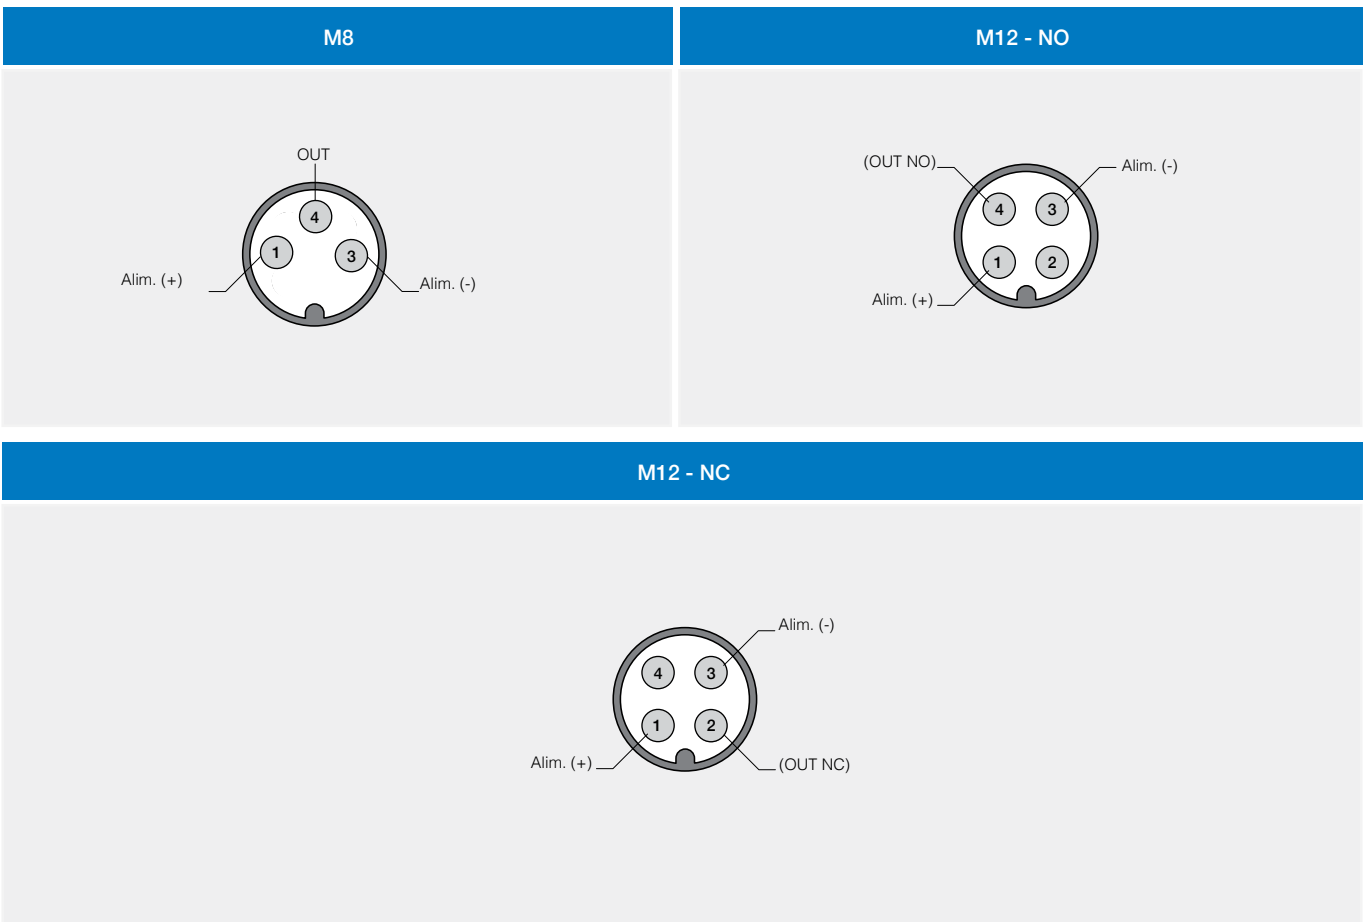 M8
OUT
4
1
3
Alim. (+)
Alim. (-)
M12 - NO
(OUT NO)
Alim. (-)
4
3
1
2
Alim. (+)
M12 - NC
Alim. (-)
4
3
1
2
Alim. (+)
(OUT NC)